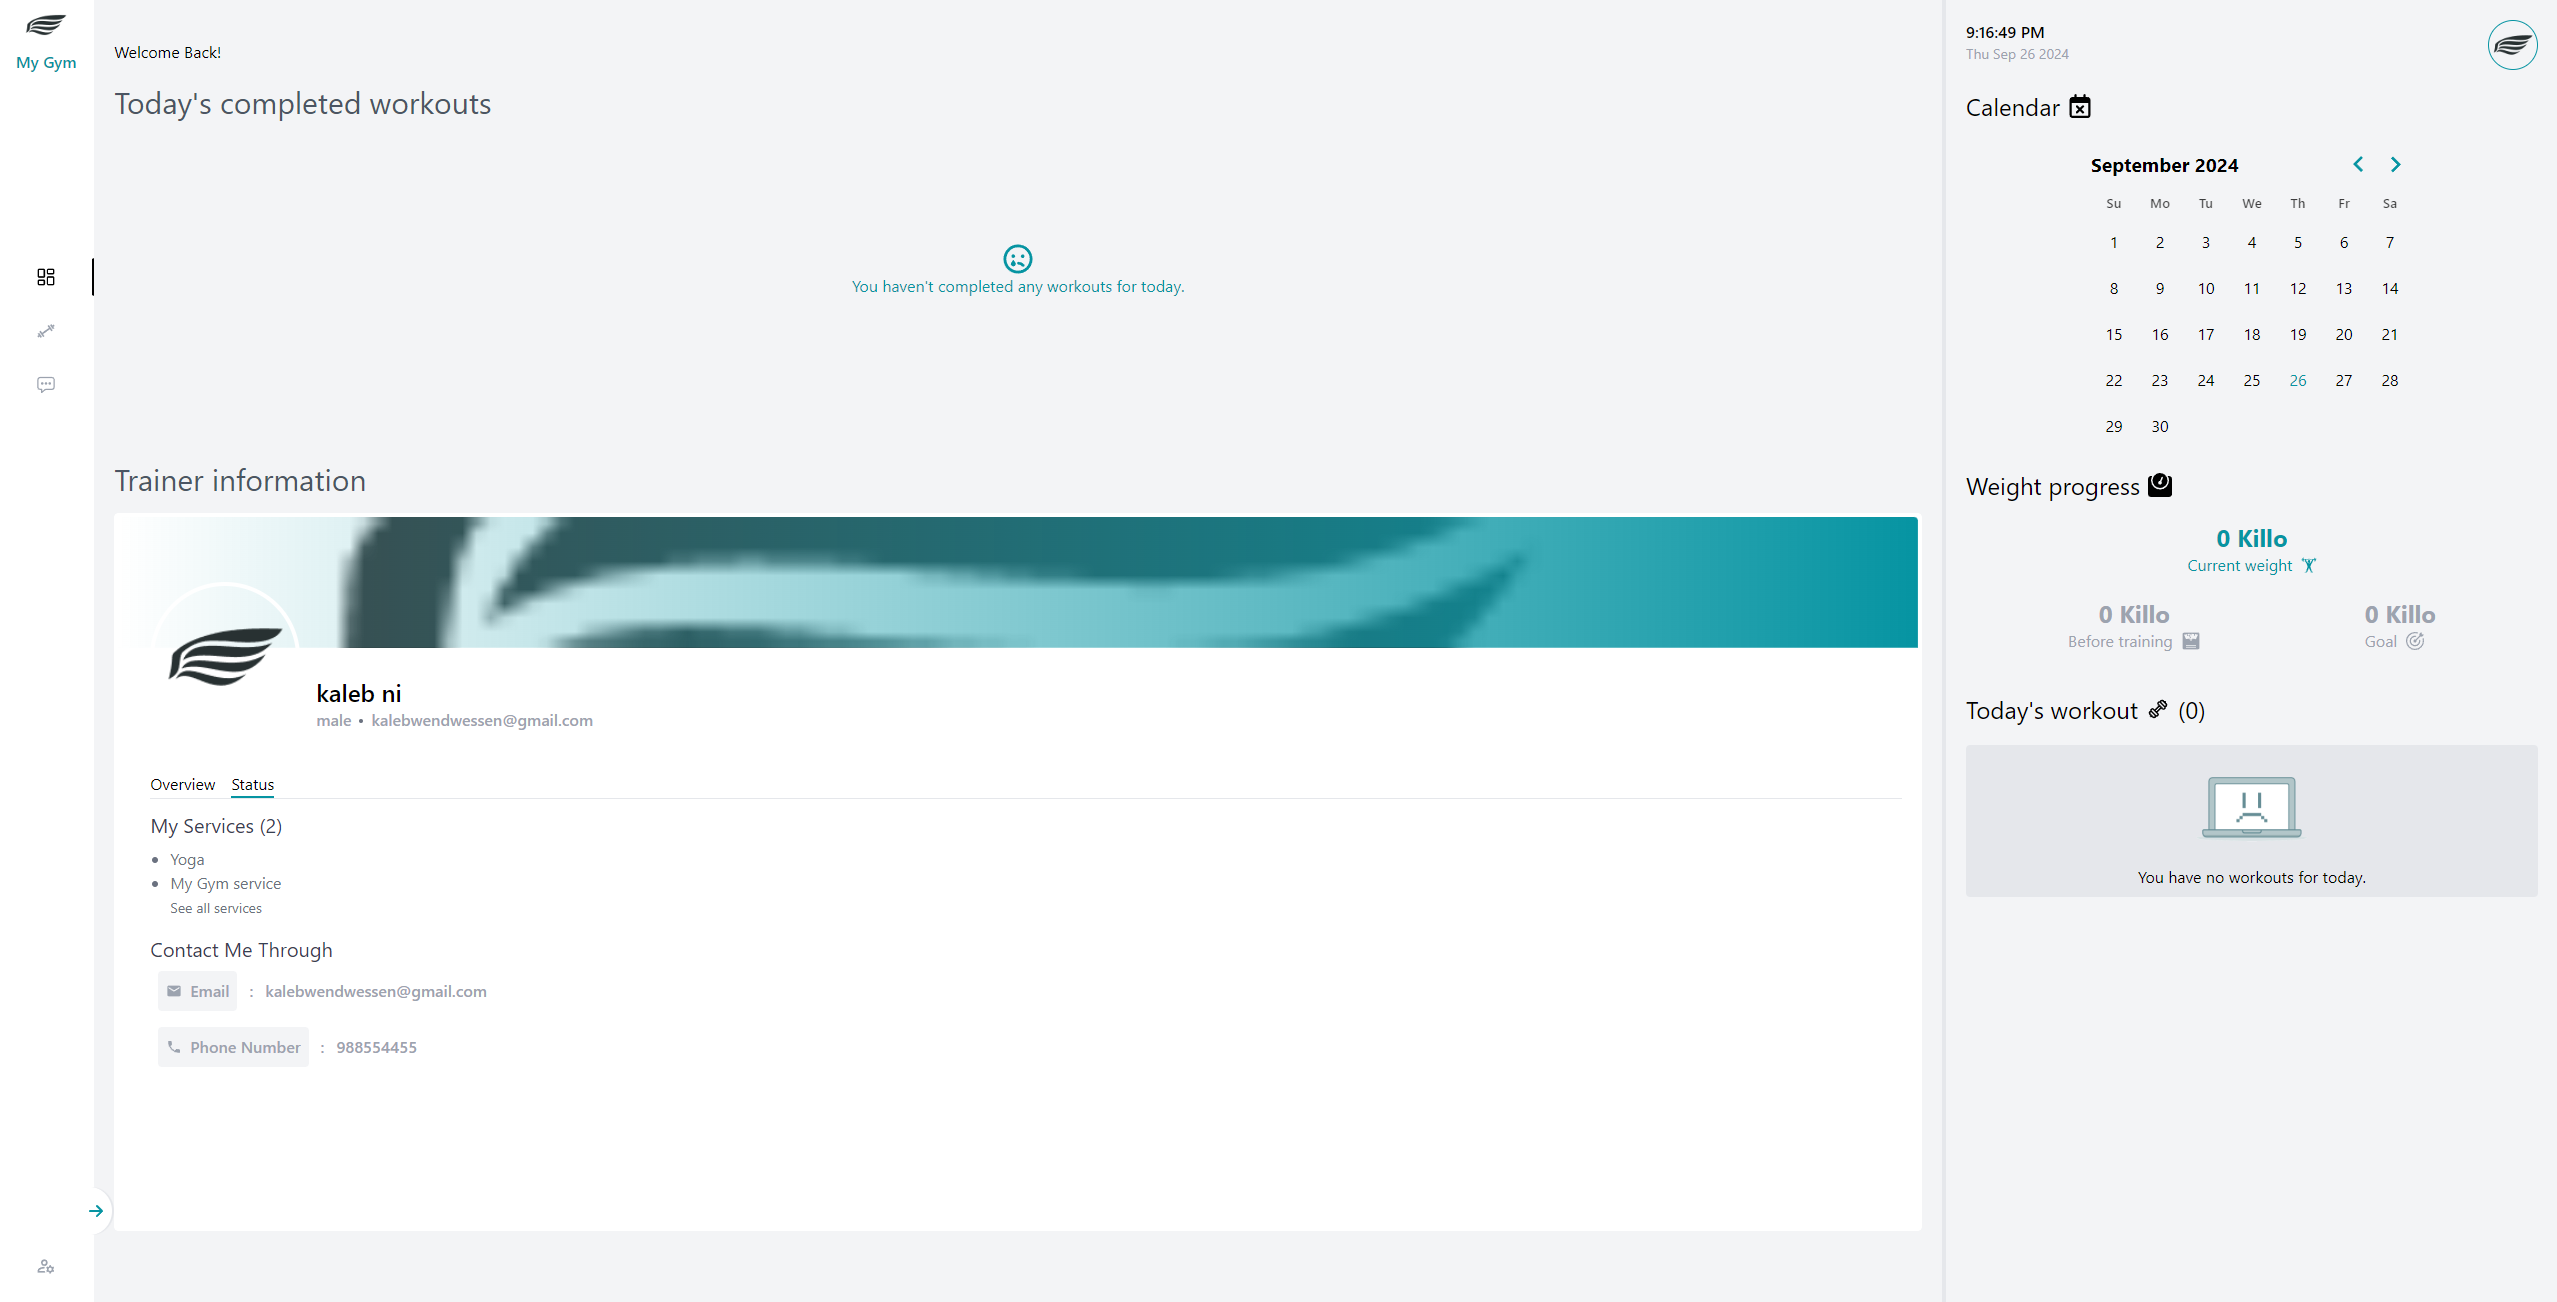 My Gym
Welcome Back!
Today's completed workouts
You haven't completed any workouts for today.
Trainer information
kaleb ni
male • kalebwendwessen@gmail.com
Overview Status
My Services (2)
• Yoga
• My Gym service
See all services
Contact Me Through
Email : kalebwendwessen@gmail.com
Phone Number : 988554455
9:16:49 PM
Thu Sep 26 2024
Calendar
September 2024
Su Mo Tu We Th Fr Sa
1 2 3 4 5 6 7
8 9 10 11 12 13 14
15 16 17 18 19 20 21
22 23 24 25 26 27 28
29 30
Weight progress
0 Killo
Current weight
0 Killo 0 Killo
Before training Goal
Today's workout (0)
You have no workouts for today.